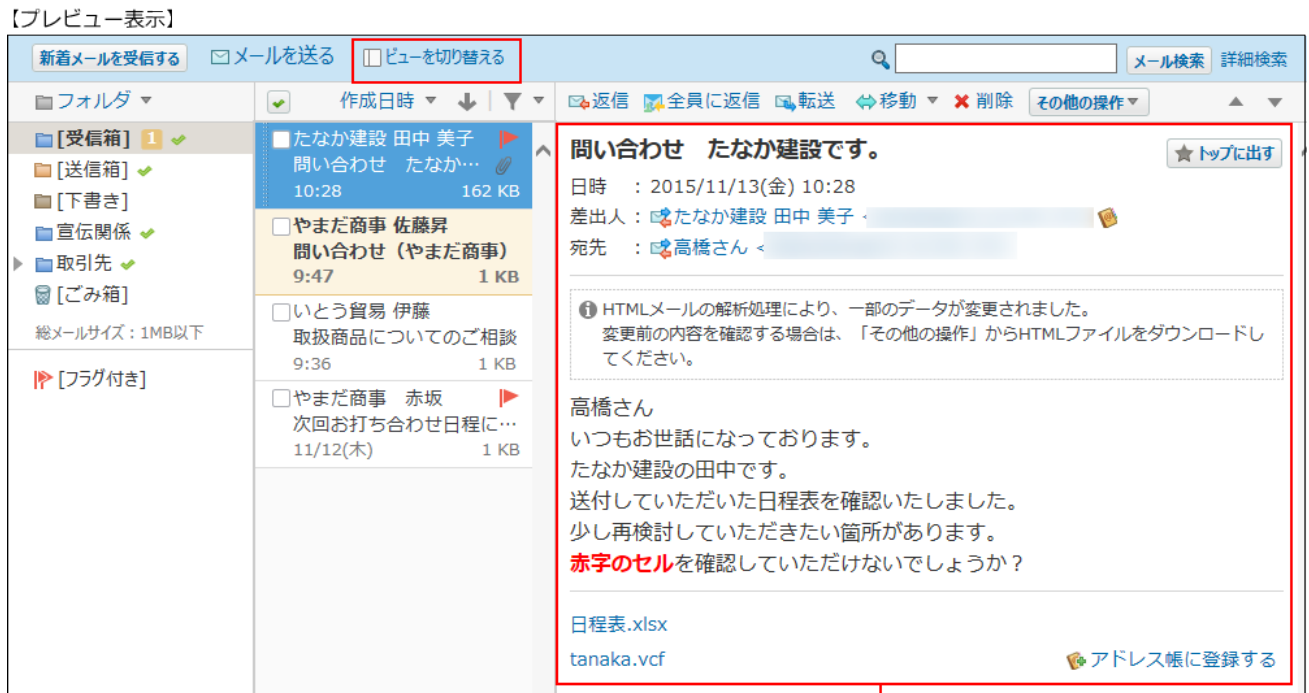 【プレビュー表示】
新着メールを受信する メールを送る ビューを切り替える メール検索 詳細検索
フォルダ
[受信箱] 1
[送信箱]
[下書き]
宣伝関係
取引先
[ごみ箱]
総メールサイズ：1MB以下
[フラグ付き]
作成日時
たなか建設 田中 美子
問い合わせ　たなか…
10:28 162 KB
やまだ商事 佐藤昇
問い合わせ（やまだ商事）
9:47 1 KB
いとう貿易 伊藤
取扱商品についてのご相談
9:36 1 KB
やまだ商事　赤坂
次回お打ち合わせ日程に…
11/12(木) 1 KB
返信 全員に返信 転送 移動 削除 その他の操作
問い合わせ　たなか建設です。 トップに出す
日時 ：2015/11/13(金) 10:28
差出人：たなか建設 田中 美子 <
宛先 ：高橋さん <
HTMLメールの解析処理により、一部のデータが変更されました。
変更前の内容を確認する場合は、「その他の操作」からHTMLファイルをダウンロードし
てください。
高橋さん
いつもお世話になっております。
たなか建設の田中です。
送付していただいた日程表を確認いたしました。
少し再検討していただきたい箇所があります。
赤字のセルを確認していただけないでしょうか？
日程表.xlsx
tanaka.vcf アドレス帳に登録する